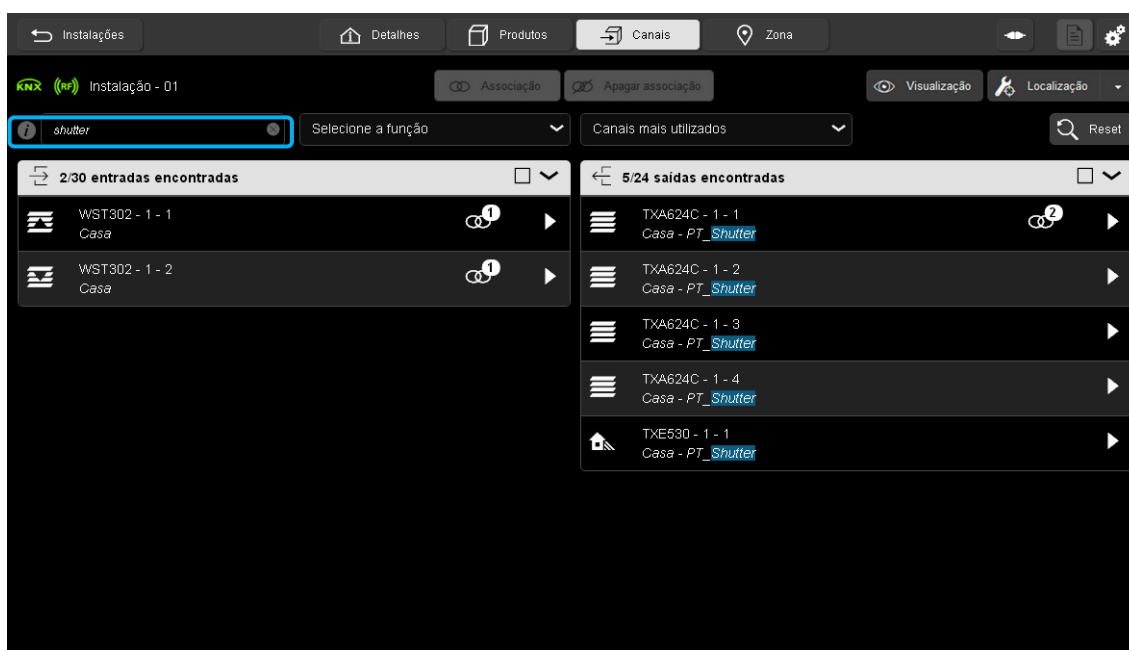 Instalações
Detalhes
Produtos
Canais
Zona
KNX ((RF)) Instalação - 01
Associação
Apagar associação
Visualização
Localização
shutter
Selecione a função
Canais mais utilizados
Reset
2/30 entradas encontradas
WST302 - 1 - 1
1
Casa
WST302 - 1 - 2
1
Casa
5/24 saídas encontradas
TXA624C - 1 - 1
2
Casa - PT_Shutter
TXA624C - 1 - 2
Casa - PT_Shutter
TXA624C - 1 - 3
Casa - PT_Shutter
TXA624C - 1 - 4
Casa - PT_Shutter
TXE530 - 1 - 1
Casa - PT_Shutter